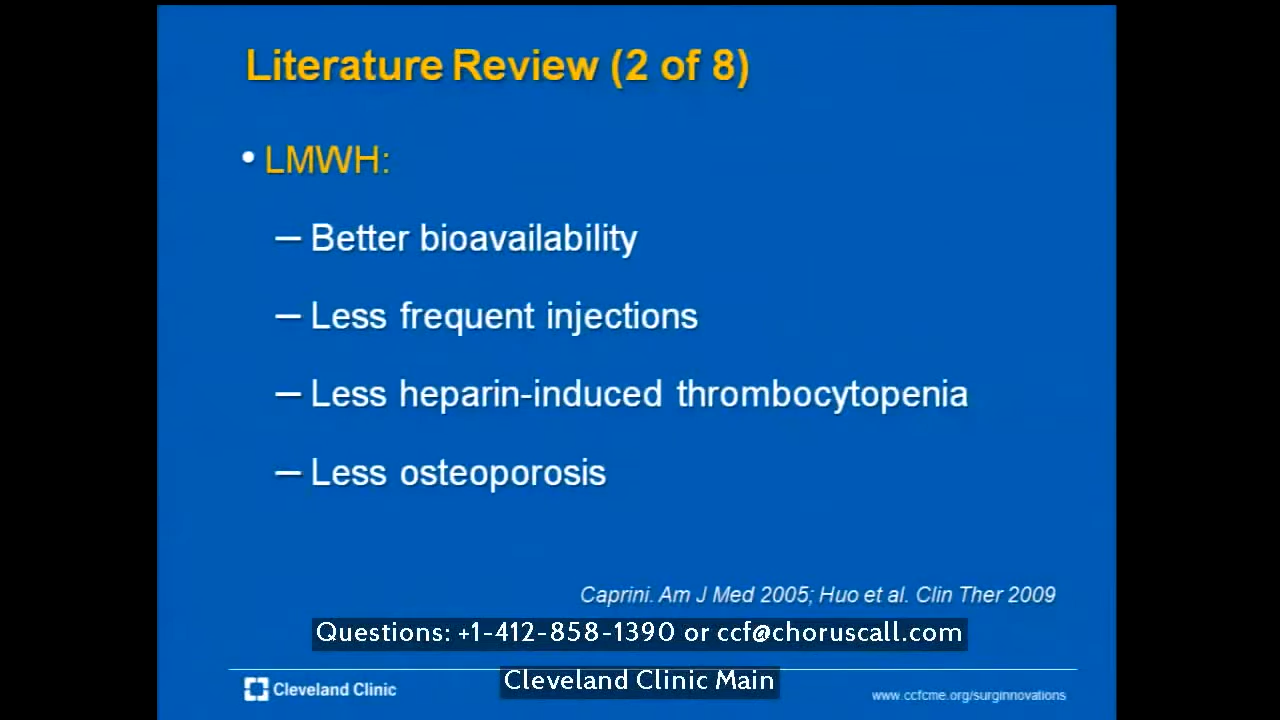 Literature Review (2 of 8)
• LMWH:
– Better bioavailability
– Less frequent injections
– Less heparin-induced thrombocytopenia
– Less osteoporosis
Caprini. Am J Med 2005; Huo et al. Clin Ther 2009
Questions: +1-412-858-1390 or ccf@choruscall.com
Cleveland Clinic Main
Cleveland Clinic
www.ccfcme.org/surginnovations